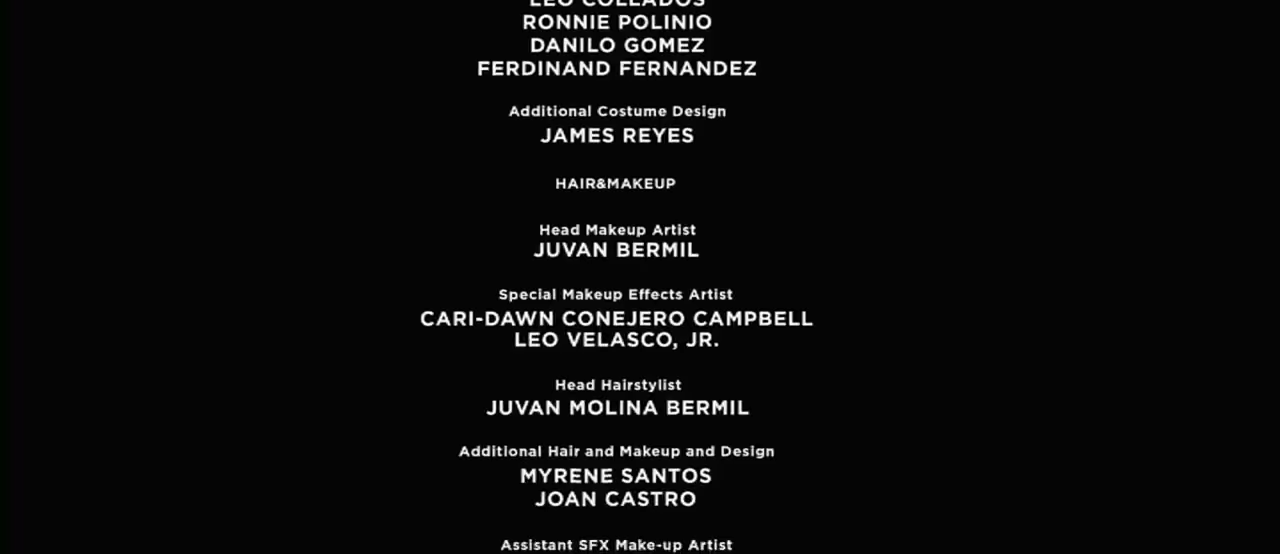 LEO COLLADOS
RONNIE POLINIO
DANILO GOMEZ
FERDINAND FERNANDEZ
Additional Costume Design
JAMES REYES
HAIR&MAKEUP
Head Makeup Artist
JUVAN BERMIL
Special Makeup Effects Artist
CARI-DAWN CONEJERO CAMPBELL
LEO VELASCO, JR.
Head Hairstylist
JUVAN MOLINA BERMIL
Additional Hair and Makeup and Design
MYRENE SANTOS
JOAN CASTRO
Assistant SFX Make-up Artist